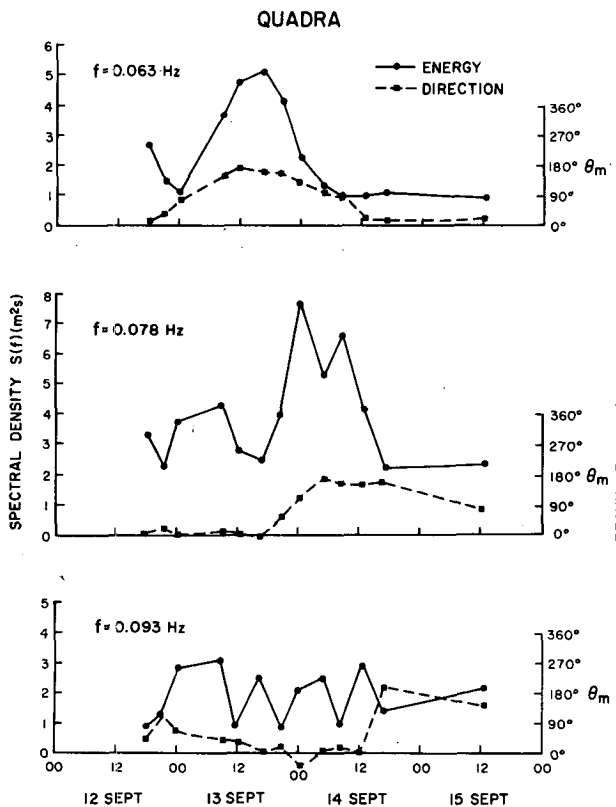 QUADRA
6
5
4
3
2
1
0
f = 0.063 Hz
ENERGY
DIRECTION
360°
270°
180° θm
90°
0°
SPECTRAL DENSITY S(f)(m²s)
8
7
6
5
4
3
2
1
0
f = 0.078 Hz
360°
270°
180° θm
90°
0°
5
4
3
2
1
0
f = 0.093 Hz
360°
270°
180° θm
90°
0°
00 12 00 12 00 12 00 12 00
12 SEPT 13 SEPT 14 SEPT 15 SEPT